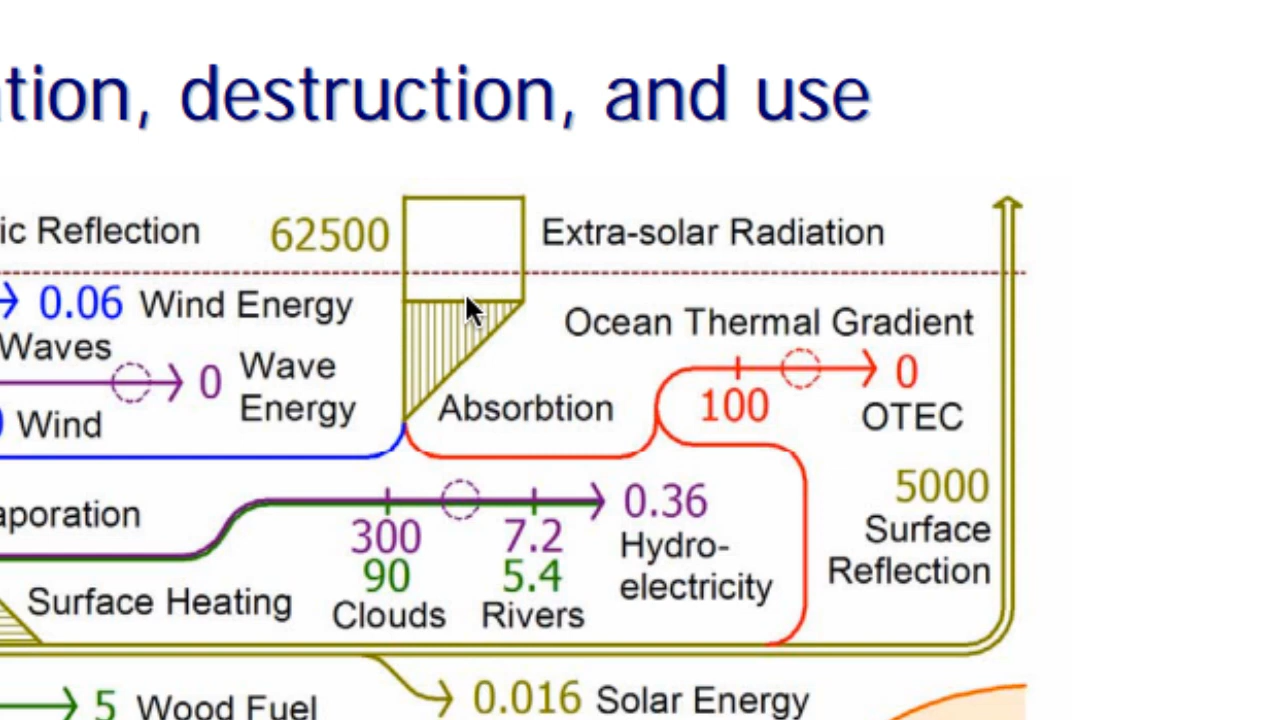 ation, destruction, and use
ic Reflection 62500 Extra-solar Radiation
0.06 Wind Energy
Ocean Thermal Gradient
Waves
0 Wave Energy
0
100
OTEC
Wind
Absorbtion
5000
Surface
Reflection
aporation
0.36
Hydro-
electricity
300 7.2
90 5.4
Clouds Rivers
Surface Heating
5 Wood Fuel
0.016 Solar Energy